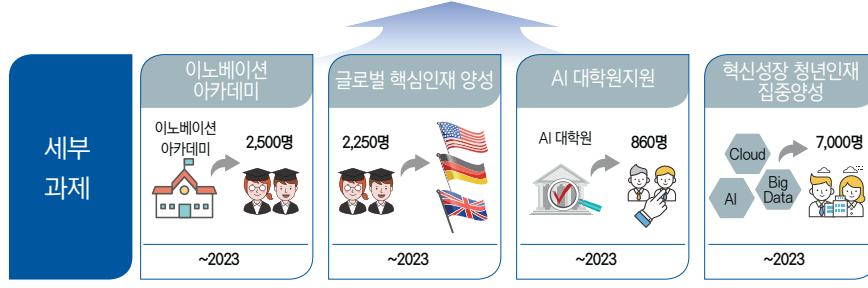 세부
과제
이노베이션
아카데미
이노베이션
아카데미
2,500명
~2023
글로벌 핵심인재 양성
2,250명
~2023
AI 대학원지원
AI 대학원
860명
~2023
혁신성장 청년인재
집중양성
Cloud
AI
Big
Data
7,000명
~2023